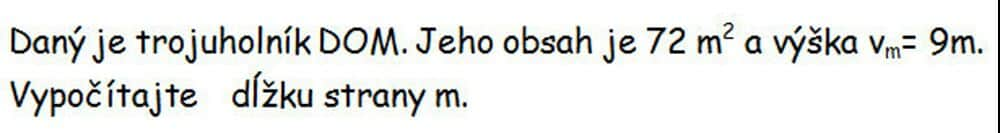 Daný je trojuholník DOM. Jeho obsah je 72 m² a výška vₘ= 9m.
Vypočítajte dĺžku strany m.